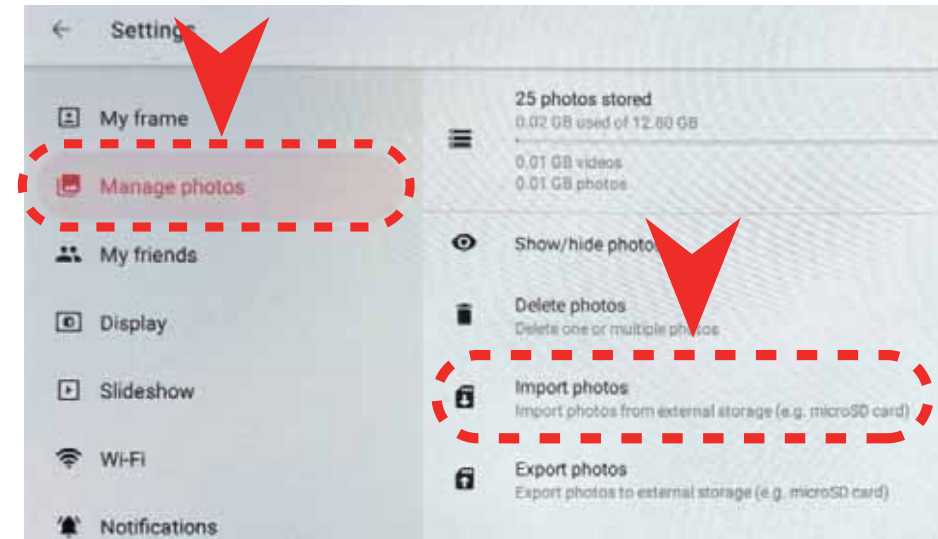 Settings
My frame
Manage photos
My friends
Display
Slideshow
Wi-Fi
Notifications
25 photos stored
0.02 GB used of 12.80 GB
0.01 GB videos
0.01 GB photos
Show/hide photo
Delete photos
Delete one or multiple photos
Import photos
Import photos from external storage (e.g. microSD card)
Export photos
Export photos to external storage (e.g. microSD card)